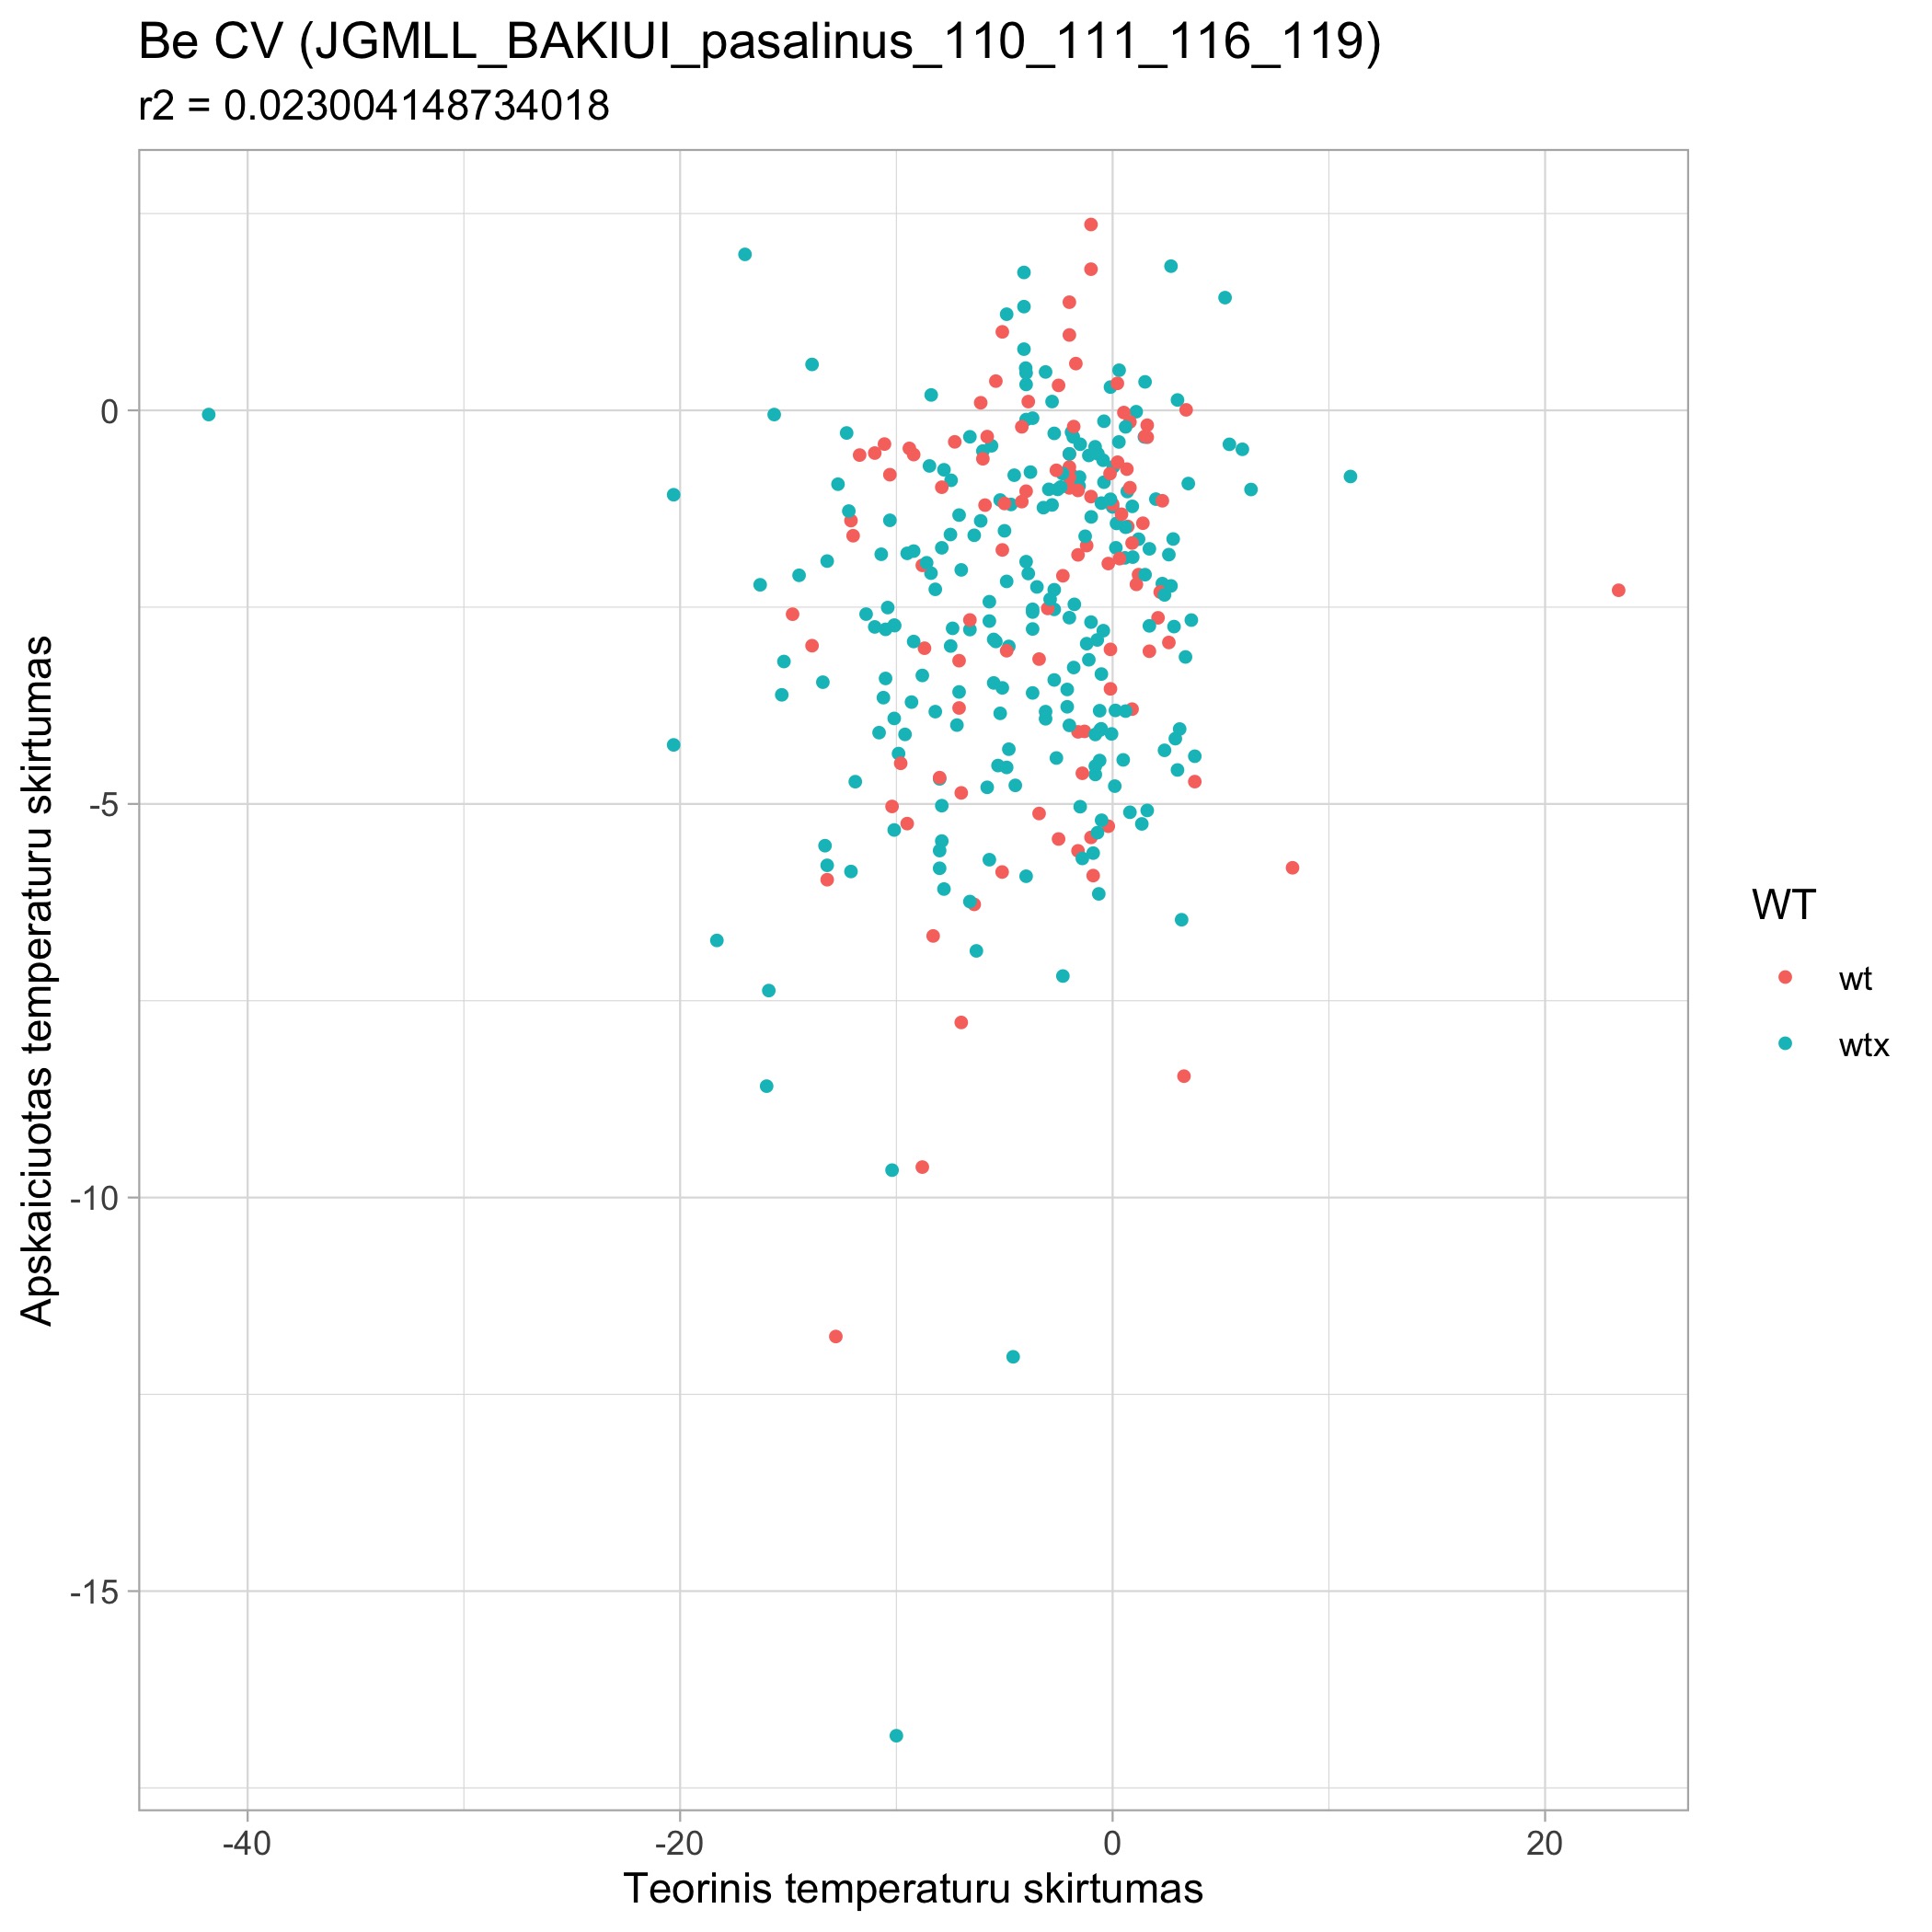 Be CV (JGMLL_BAKIUI_pasalinus_110_111_116_119)
r2 = 0.023004148734018
0
-5
-10
-15
Apskaiciuotas temperaturu skirtumas
-40
-20
0
20
Teorinis temperaturu skirtumas
WT
wt
wtx